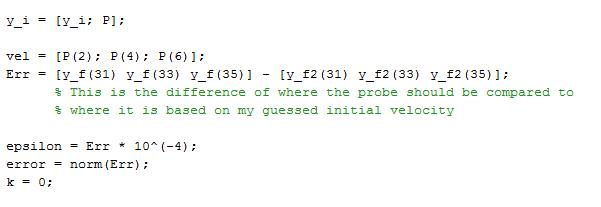 y_i = [y_i; P];
vel = [P(2); P(4); P(6)];
Err = [y_f(31) y_f(33) y_f(35)] - [y_f2(31) y_f2(33) y_f2(35)];
% This is the difference of where the probe should be compared to
% where it is based on my guessed initial velocity
epsilon = Err * 10^(-4);
error = norm(Err);
k = 0;